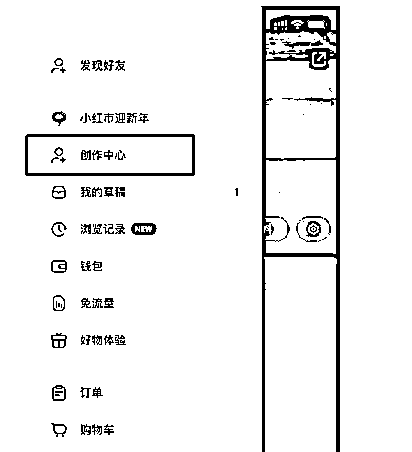 发现好友
小红市迎新年
创作中心
我的草稿 1
浏览记录 NEW
钱包
免流量
好物体验
订单
购物车